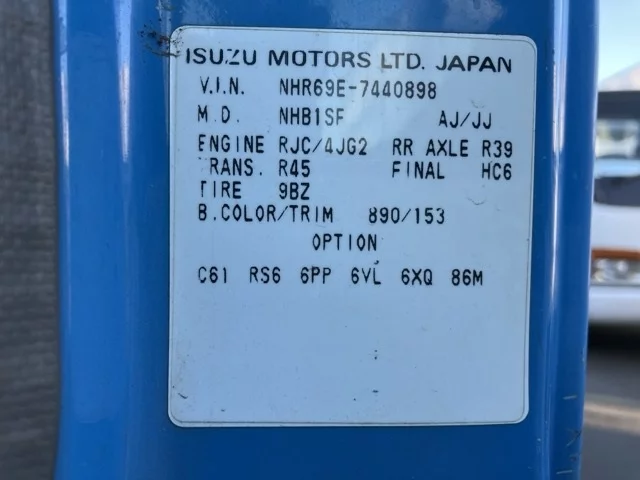 ISUZU MOTORS LTD. JAPAN
V.I.N. NHR69E-7440898
M.D. NHB1SF AJ/JJ
ENGINE RJC/4JG2 RR AXLE R39
TRANS. R45 FINAL HC6
TIRE 9BZ
B.COLOR/TRIM 890/153
OPTION
C61 RS6 6PP 6VL 6XQ 86M